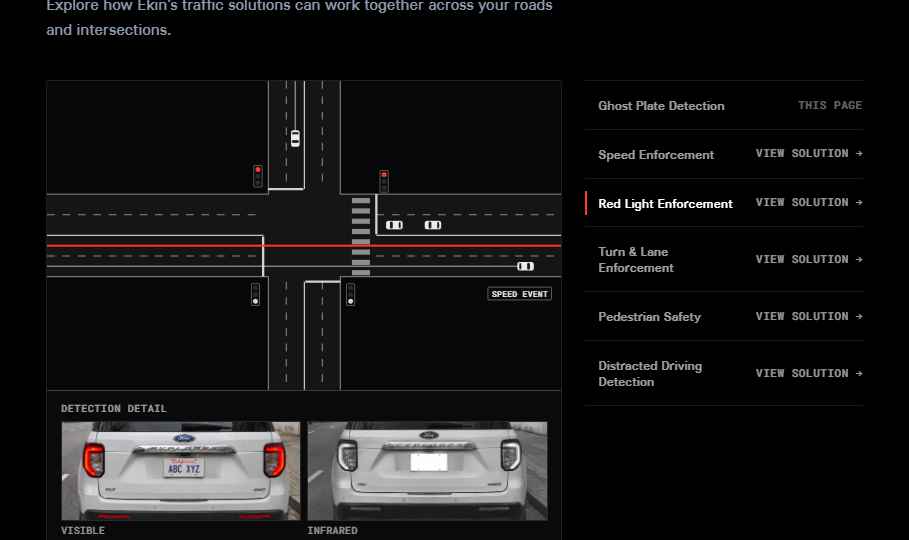 Explore how Ekin's traffic solutions can work together across your roads
and intersections.
SPEED EVENT
DETECTION DETAIL
ABC XYZ
VISIBLE
INFRARED
Ghost Plate Detection THIS PAGE
Speed Enforcement VIEW SOLUTION →
Red Light Enforcement VIEW SOLUTION →
Turn & Lane
Enforcement VIEW SOLUTION →
Pedestrian Safety VIEW SOLUTION →
Distracted Driving
Detection VIEW SOLUTION →